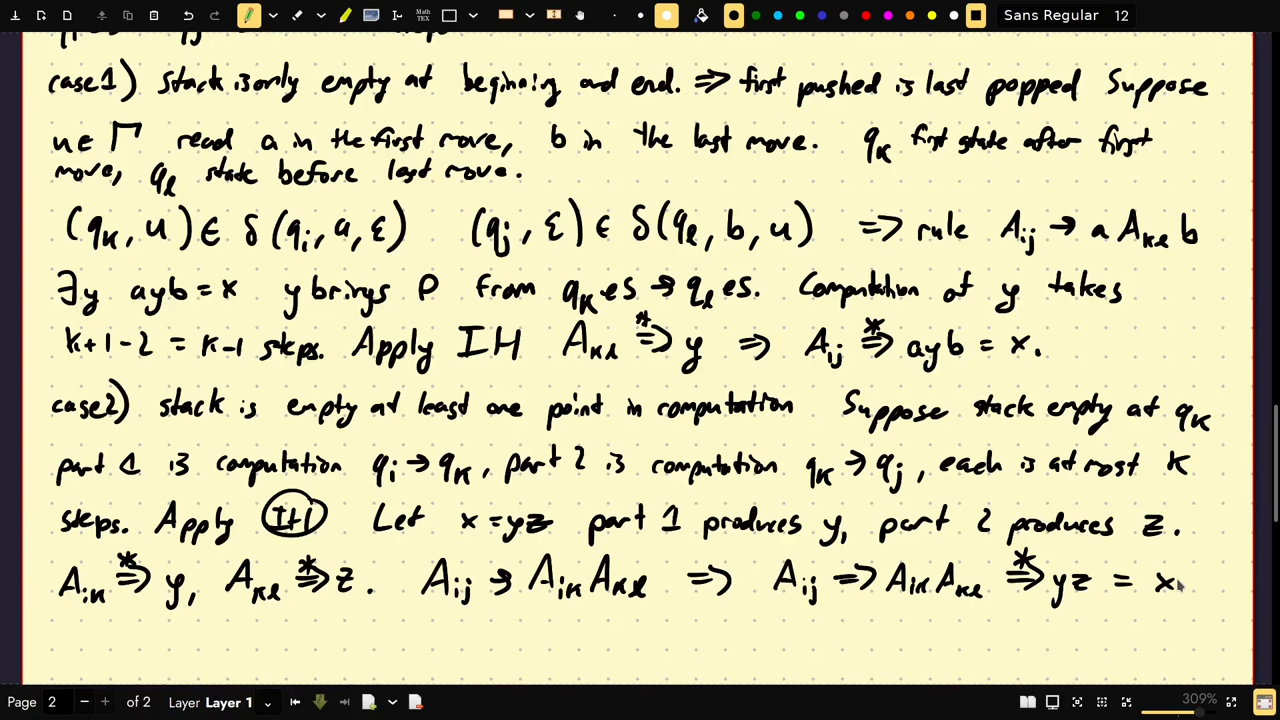 Sans Regular 12
case1) Stack is only empty at begining and end. => first pushed is last popped Suppose
u ∈ Γ read a in the first move, b in the last move. qk first state after first
move, ql state before last move.
(qk, u) ∈ δ(qi, a, ε) (qj, ε) ∈ δ(ql, b, u) => rule Aij → a Akl b
∃y ayb = x y brings P from qk es → ql es. Computation of y takes
k+1-2 = k-1 steps. Apply IH Akl *=> y => Aij *=> ayb = x.
case2) stack is empty at least one point in computation Suppose stack empty at qk
part 1 is computation qi → qk, part 2 is computation qk → qj, each is at most k
steps. Apply IH Let x = yz part 1 produces y, part 2 produces z.
Aik *=> y, Akl *=> z. Aij → Aik Akl => Aij => Aik Akl *=> yz = x
Page 2 of 2 Layer Layer 1 309%